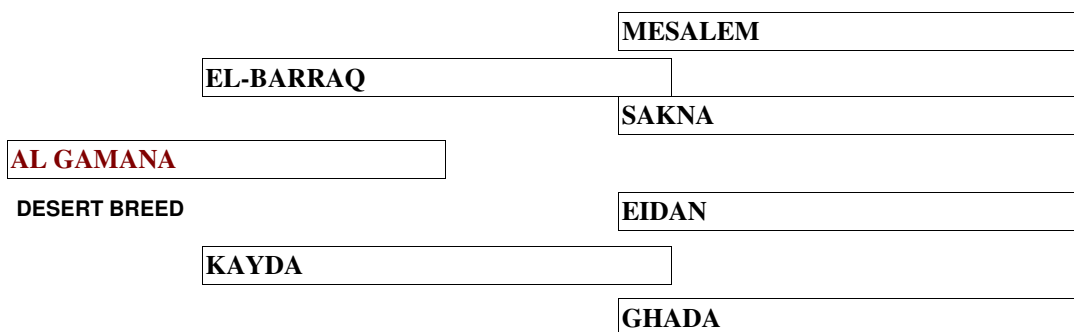 MESALEM
EL-BARRAQ
SAKNA
AL GAMANA
DESERT BREED
EIDAN
KAYDA
GHADA